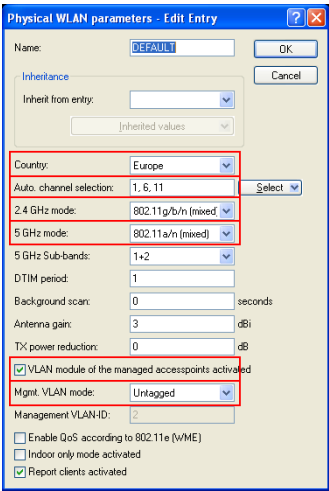 Physical WLAN parameters - Edit Entry
Name: DEFAULT OK
Cancel
Inheritance
Inherit from entry:
Inherited values
Country: Europe
Auto. channel selection: 1, 6, 11 Select
2.4 GHz mode: 802.11g/b/n (mixed)
5 GHz mode: 802.11a/n (mixed)
5 GHz Sub-bands: 1+2
DTIM period: 1
Background scan: 0 seconds
Antenna gain: 3 dBi
TX power reduction: 0 dB
VLAN module of the managed accesspoints activated
Mgmt. VLAN mode: Untagged
Management VLAN-ID: 2
Enable QoS according to 802.11e (WME)
Indoor only mode activated
Report clients activated